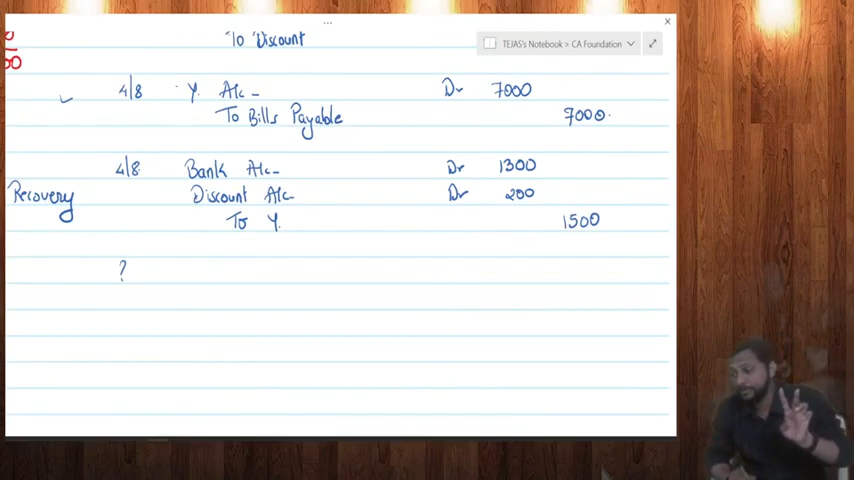 To Discount
TEJAS's Notebook > CA Foundation
4/8 Y. A/c - Dr 7000
To Bills Payable 7000.
4/8 Bank A/c - Dr 1300
Recovery Discount A/c - Dr 200
To Y. 1500
?